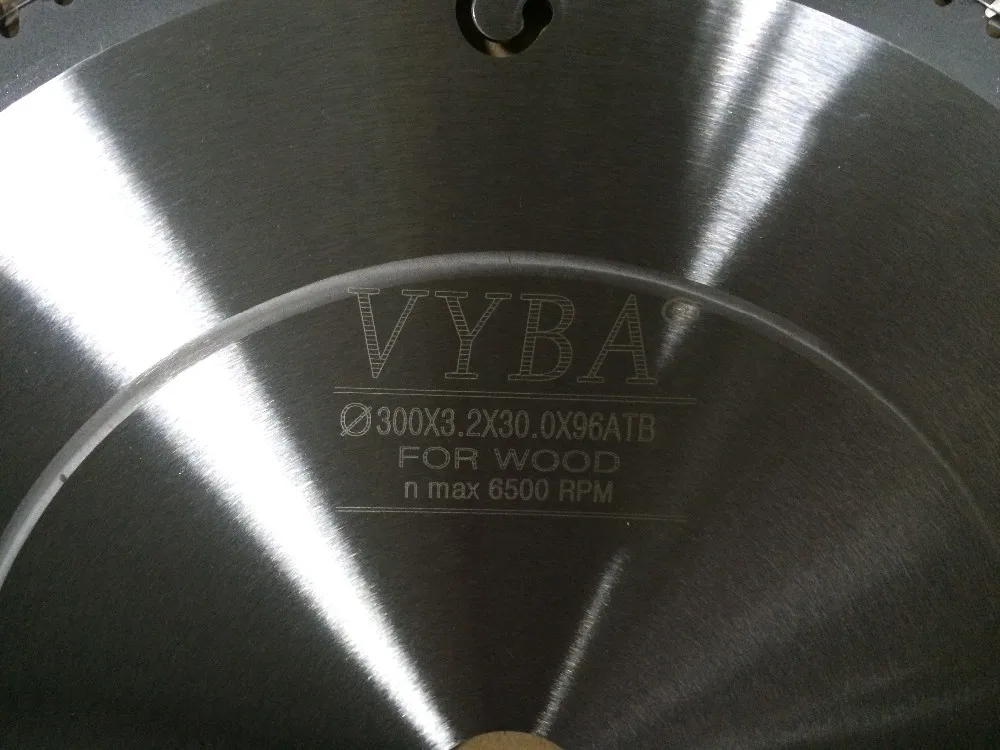 VYBA®
Ø300X3.2X30.0X96ATB
FOR WOOD
n max 6500 RPM